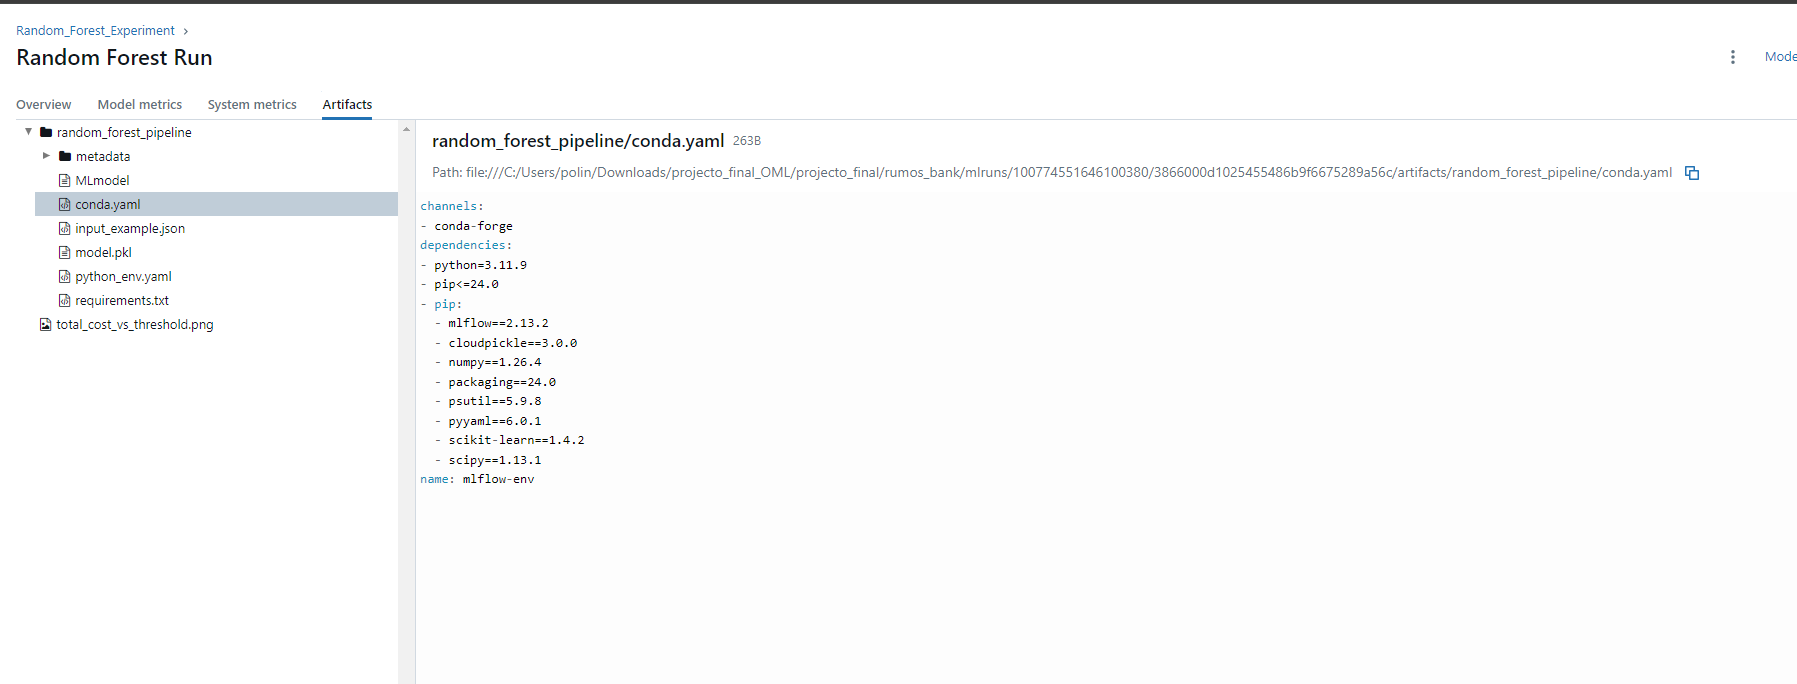 Random_Forest_Experiment
Random Forest Run
Mode
Overview Model metrics System metrics Artifacts
random_forest_pipeline
metadata
MLmodel
conda.yaml
input_example.json
model.pkl
python_env.yaml
requirements.txt
total_cost_vs_threshold.png
random_forest_pipeline/conda.yaml 263B
Path: file:///C:/Users/polin/Downloads/projecto_final_OML/projecto_final/rumos_bank/mlruns/100774551646100380/3866000d1025455486b9f6675289a56c/artifacts/random_forest_pipeline/conda.yaml
channels:
- conda-forge
dependencies:
- python=3.11.9
- pip<=24.0
- pip:
  - mlflow==2.13.2
  - cloudpickle==3.0.0
  - numpy==1.26.4
  - packaging==24.0
  - psutil==5.9.8
  - pyyaml==6.0.1
  - scikit-learn==1.4.2
  - scipy==1.13.1
name: mlflow-env